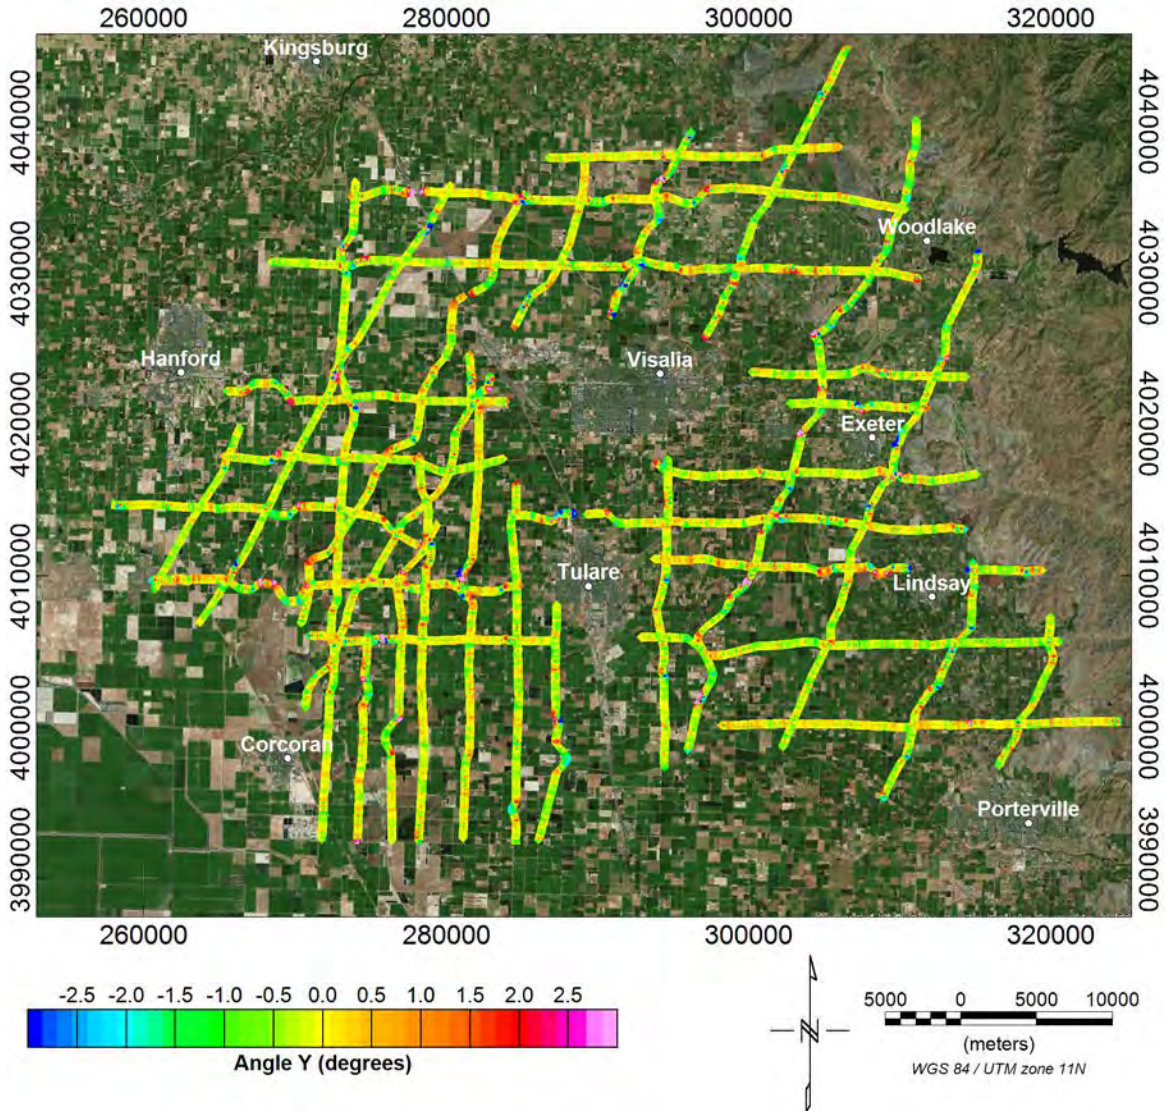 260000 280000 300000 320000
Kingsburg
4040000 4040000
Woodlake
4030000 4030000
Hanford Visalia
4020000 4020000
Exeter
4010000 4010000
Tulare Lindsay
4000000 4000000
Corcoran
Porterville
3990000 3990000
260000 280000 300000 320000
-2.5 -2.0 -1.5 -1.0 -0.5 0.0 0.5 1.0 1.5 2.0 2.5
Angle Y (degrees)
N
5000 0 5000 10000
(meters)
WGS 84 / UTM zone 11N